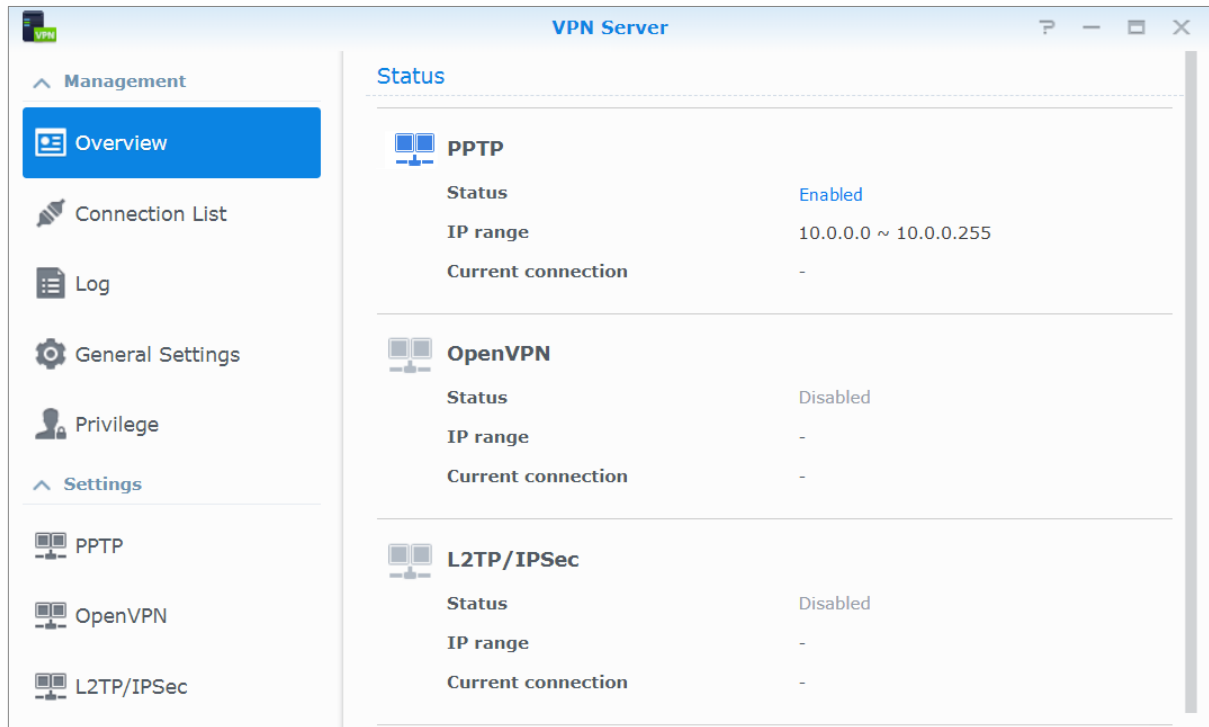 VPN
VPN Server
Management
Overview
Connection List
Log
General Settings
Privilege
Settings
PPTP
OpenVPN
L2TP/IPSec
Status
PPTP
Status Enabled
IP range 10.0.0.0 ~ 10.0.0.255
Current connection -
OpenVPN
Status Disabled
IP range -
Current connection -
L2TP/IPSec
Status Disabled
IP range -
Current connection -